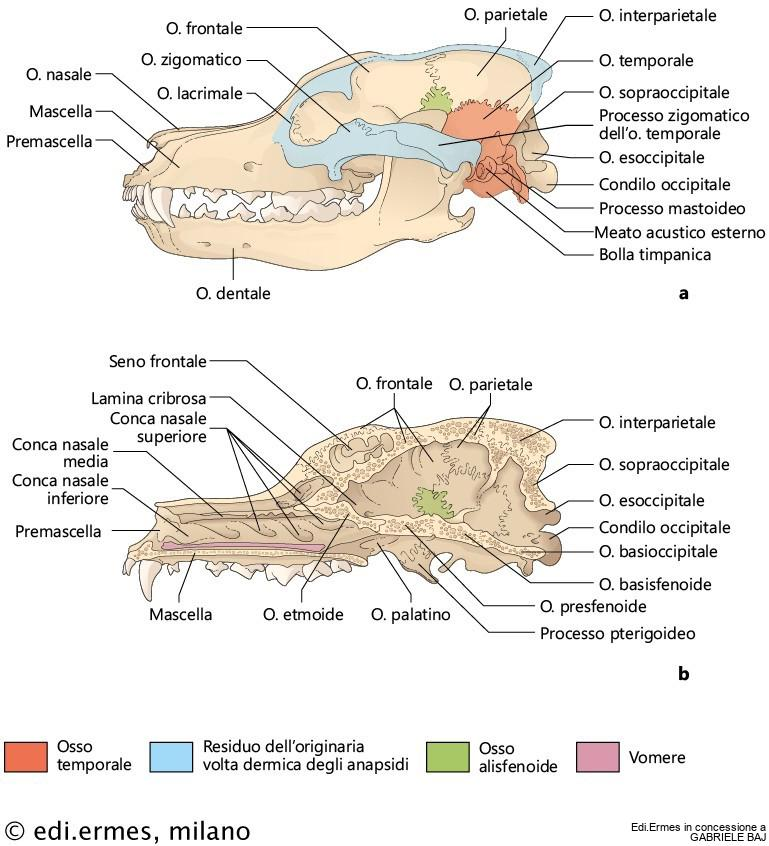 O. parietale
O. interparietale
O. frontale
O. zigomatico
O. temporale
O. nasale
O. lacrimale
O. sopraoccipitale
Mascella
Processo zigomatico
dell'o. temporale
Premascella
O. esoccipitale
Condilo occipitale
Processo mastoideo
Meato acustico esterno
Bolla timpanica
O. dentale
a
Seno frontale
O. frontale
O. parietale
Lamina cribrosa
Conca nasale
superiore
O. interparietale
Conca nasale
media
O. sopraoccipitale
Conca nasale
inferiore
O. esoccipitale
Premascella
Condilo occipitale
O. basioccipitale
O. basisfenoide
Mascella
O. etmoide
O. palatino
O. presfenoide
Processo pterigoideo
b
Osso
temporale
Residuo dell'originaria
volta dermica degli anapsidi
Osso
alisfenoide
Vomere
© edi.ermes, milano
Edi.Ermes in concessione a
GABRIELE BAJ